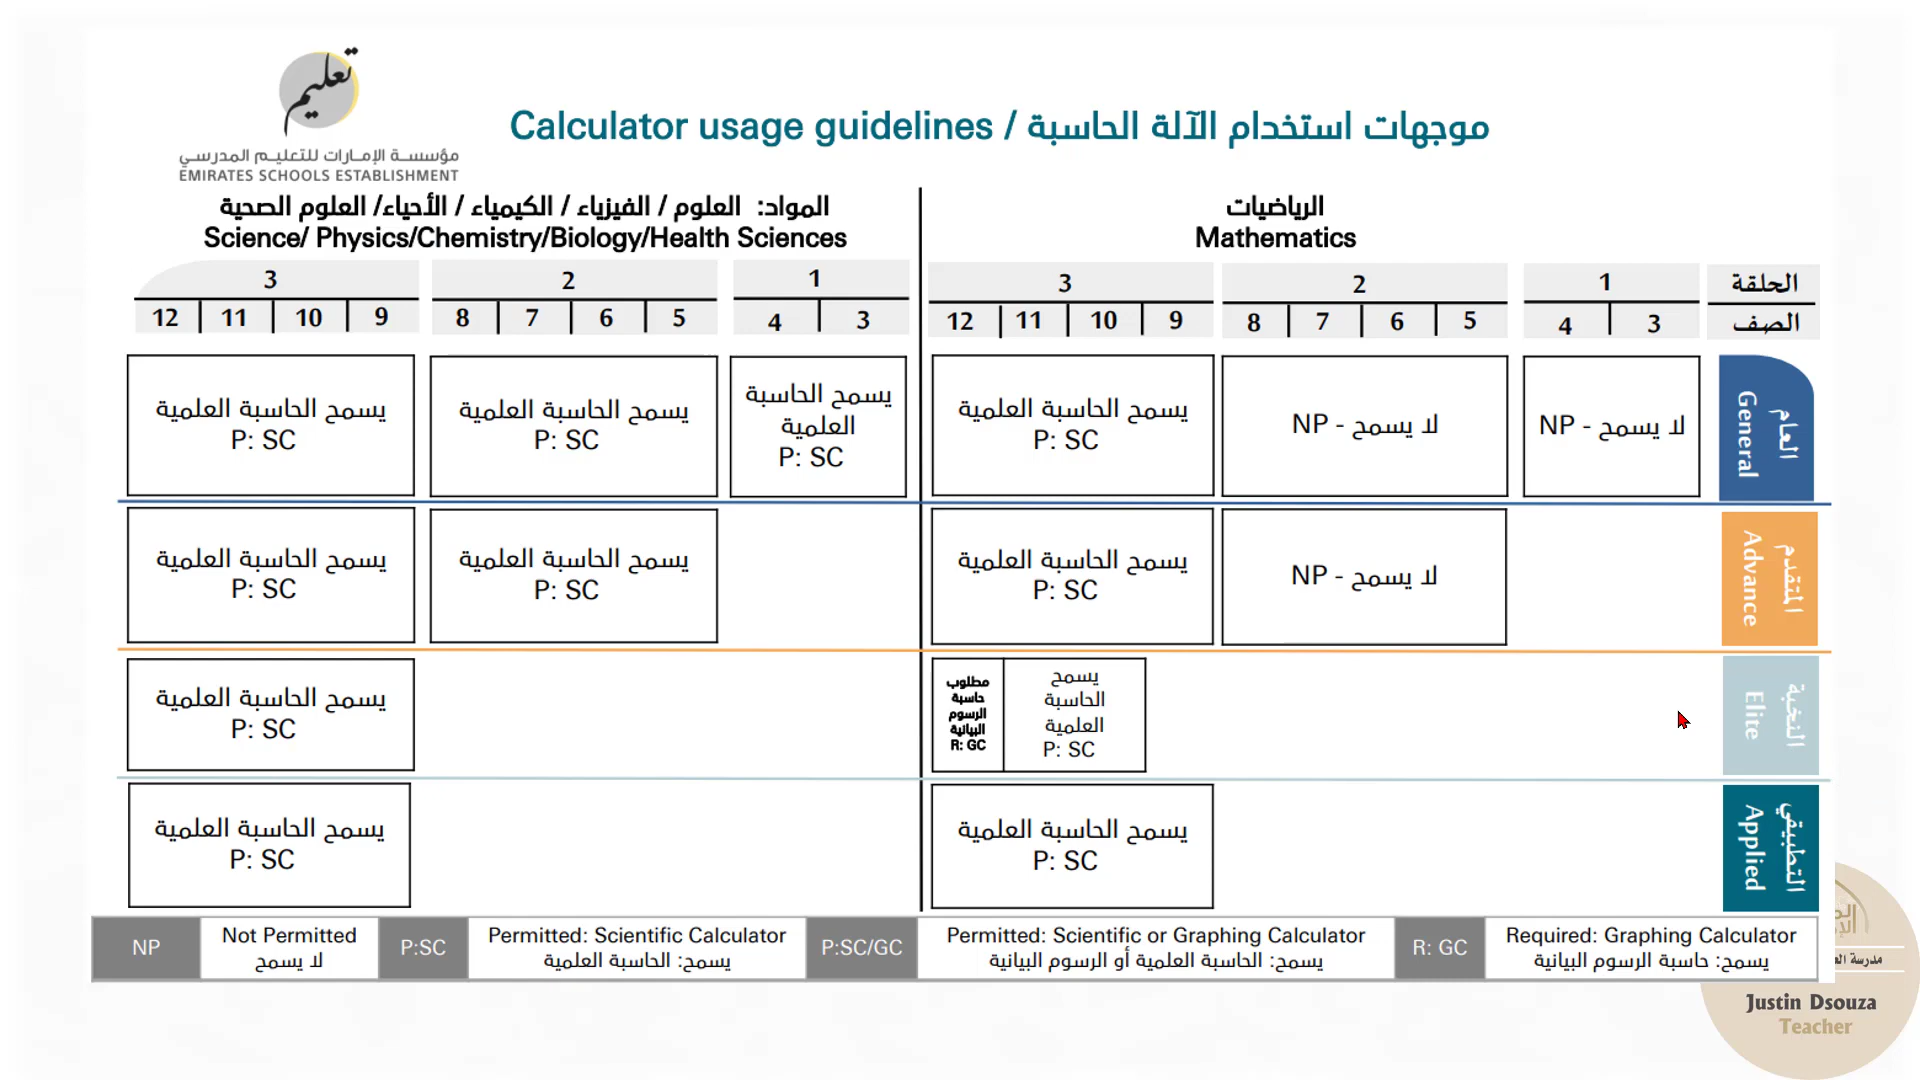 تعليم
مؤسسة الإمارات للتعليم المدرسي
EMIRATES SCHOOLS ESTABLISHMENT
Calculator usage guidelines / موجهات استخدام الآلة الحاسبة
المواد: العلوم / الفيزياء / الكيمياء / الأحياء/ العلوم الصحية
Science/ Physics/Chemistry/Biology/Health Sciences
الرياضيات
Mathematics
3 2 1 3 2 1 الحلقة
12 11 10 9 8 7 6 5 4 3 12 11 10 9 8 7 6 5 4 3 الصف
يسمح الحاسبة العلمية
P: SC
يسمح الحاسبة العلمية
P: SC
يسمح الحاسبة
العلمية
P: SC
يسمح الحاسبة العلمية
P: SC
لا يسمح - NP
لا يسمح - NP
العام
General
يسمح الحاسبة العلمية
P: SC
يسمح الحاسبة العلمية
P: SC
يسمح الحاسبة العلمية
P: SC
لا يسمح - NP
المتقدم
Advance
يسمح الحاسبة العلمية
P: SC
مطلوب
حاسبة
الرسوم
البيانية
R: GC
يسمح
الحاسبة
العلمية
P: SC
النخبة
Elite
يسمح الحاسبة العلمية
P: SC
يسمح الحاسبة العلمية
P: SC
التطبيقي
Applied
NP
Not Permitted
لا يسمح
P:SC
Permitted: Scientific Calculator
يسمح: الحاسبة العلمية
P:SC/GC
Permitted: Scientific or Graphing Calculator
يسمح: الحاسبة العلمية أو الرسوم البيانية
R: GC
Required: Graphing Calculator
يسمح: حاسبة الرسوم البيانية
مدرسة
Justin Dsouza
Teacher